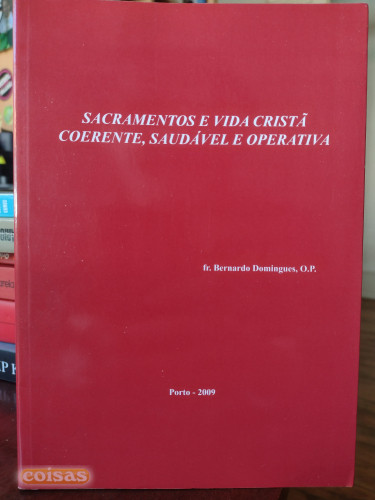 SACRAMENTOS E VIDA CRISTÃ
COERENTE, SAUDÁVEL E OPERATIVA
fr. Bernardo Domingues, O.P.
Porto - 2009
coisas